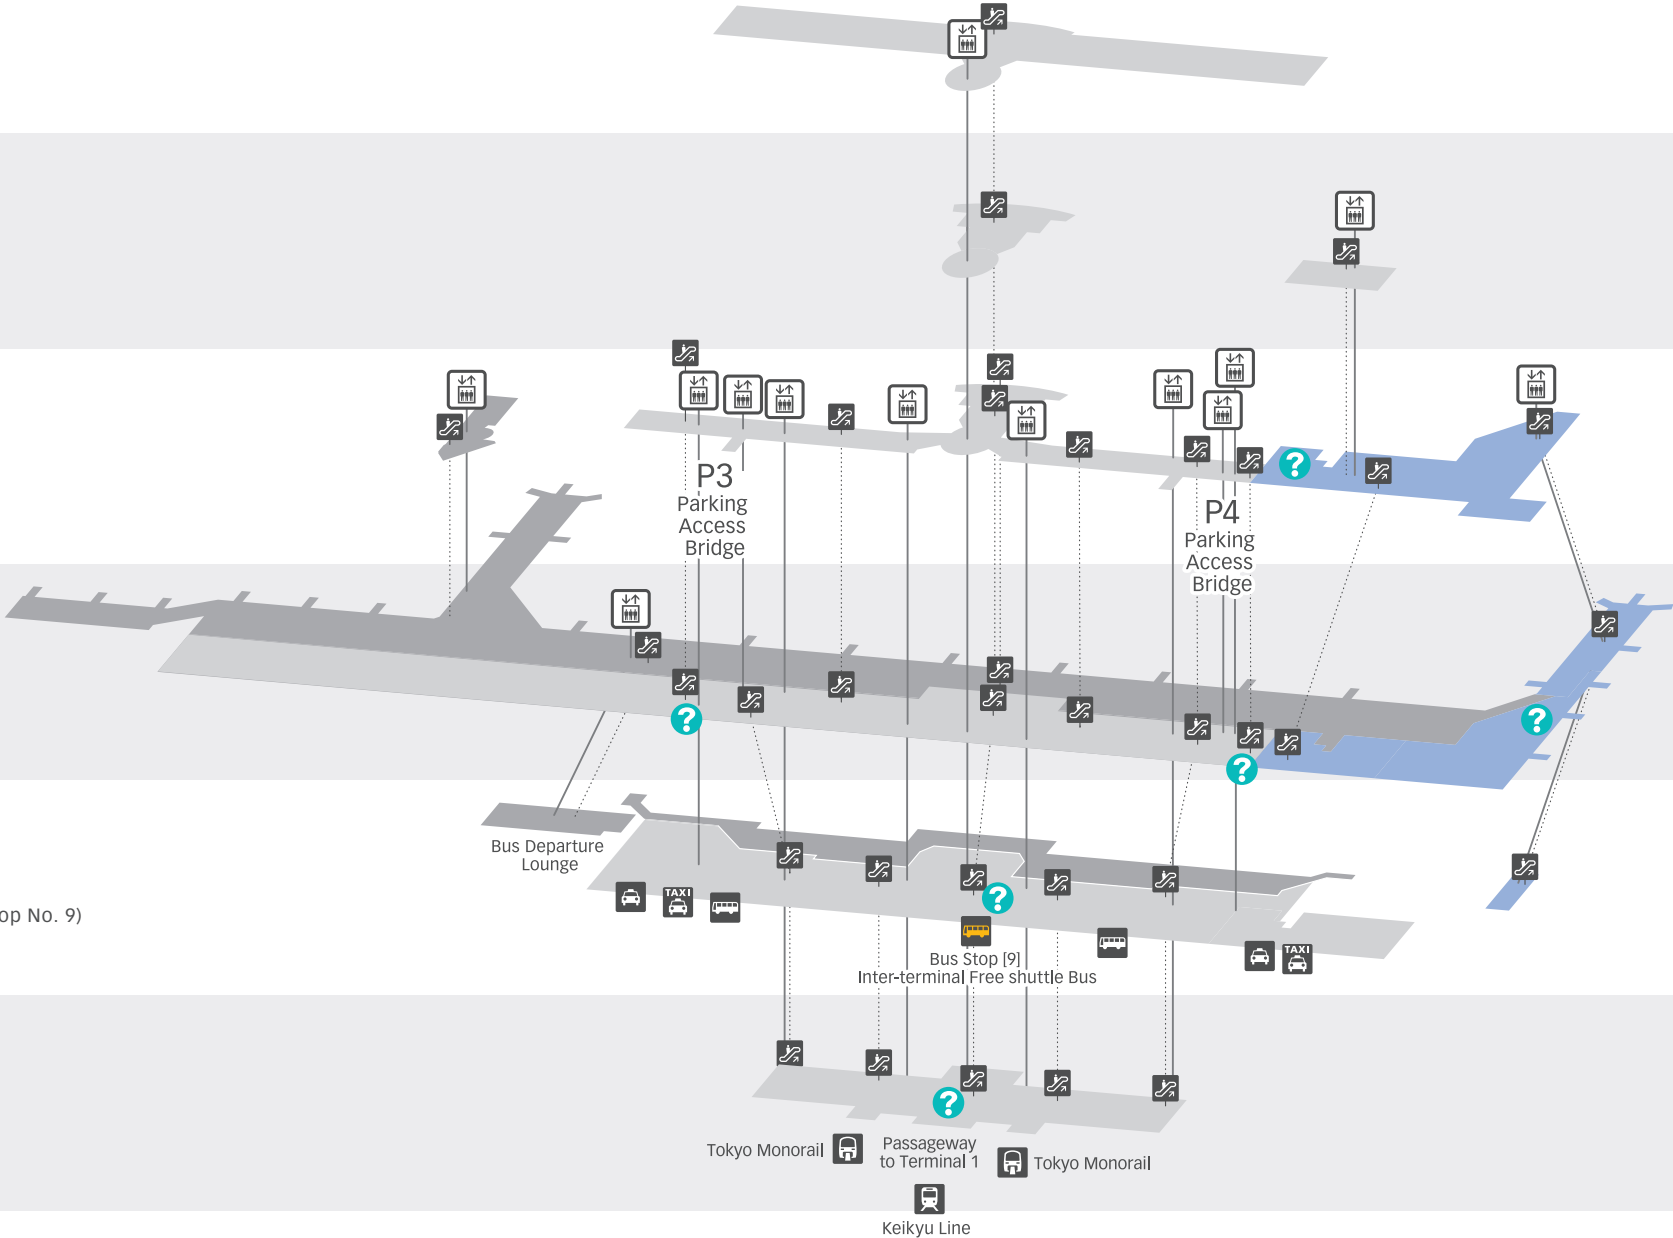 P3
Parking
Access
Bridge
P4
Parking
Access
Bridge
Bus Departure
Lounge
op No. 9)
TAXI
Bus Stop [9]
Inter-terminal Free shuttle Bus
TAXI
Tokyo Monorail
Passageway
to Terminal 1
Tokyo Monorail
Keikyu Line